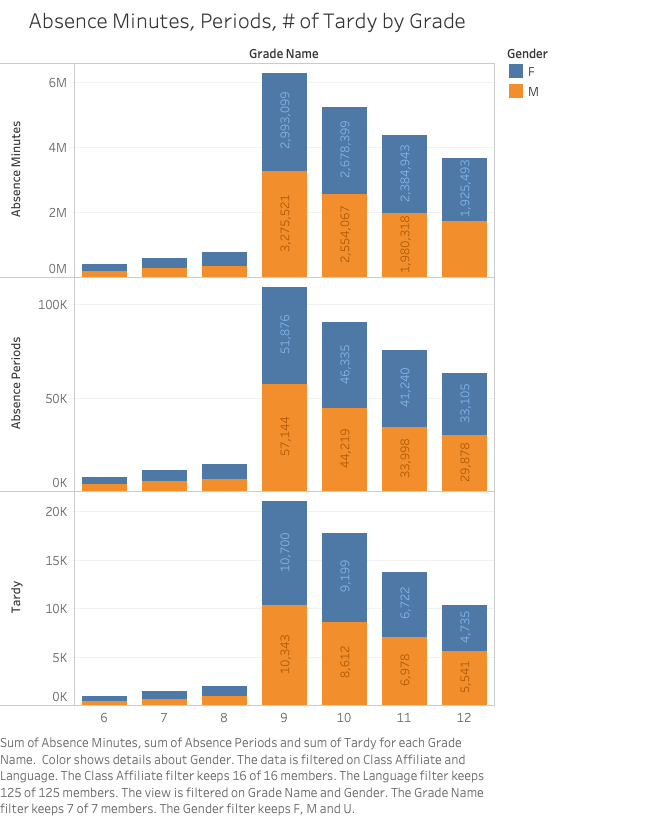 Absence Minutes, Periods, # of Tardy by Grade
Grade Name
Gender
F
M
Absence Minutes
6M
4M
2M
0M
2,993,099
3,275,521
2,678,399
2,554,067
2,384,943
1,980,318
1,925,493
Absence Periods
100K
50K
0K
51,876
57,144
46,335
44,219
41,240
33,998
33,105
29,878
Tardy
20K
15K
10K
5K
0K
10,700
10,343
9,199
8,612
6,722
6,978
4,735
5,541
6 7 8 9 10 11 12
Sum of Absence Minutes, sum of Absence Periods and sum of Tardy for each Grade
Name.  Color shows details about Gender. The data is filtered on Class Affiliate and
Language. The Class Affiliate filter keeps 16 of 16 members. The Language filter keeps
125 of 125 members. The view is filtered on Grade Name and Gender. The Grade Name
filter keeps 7 of 7 members. The Gender filter keeps F, M and U.